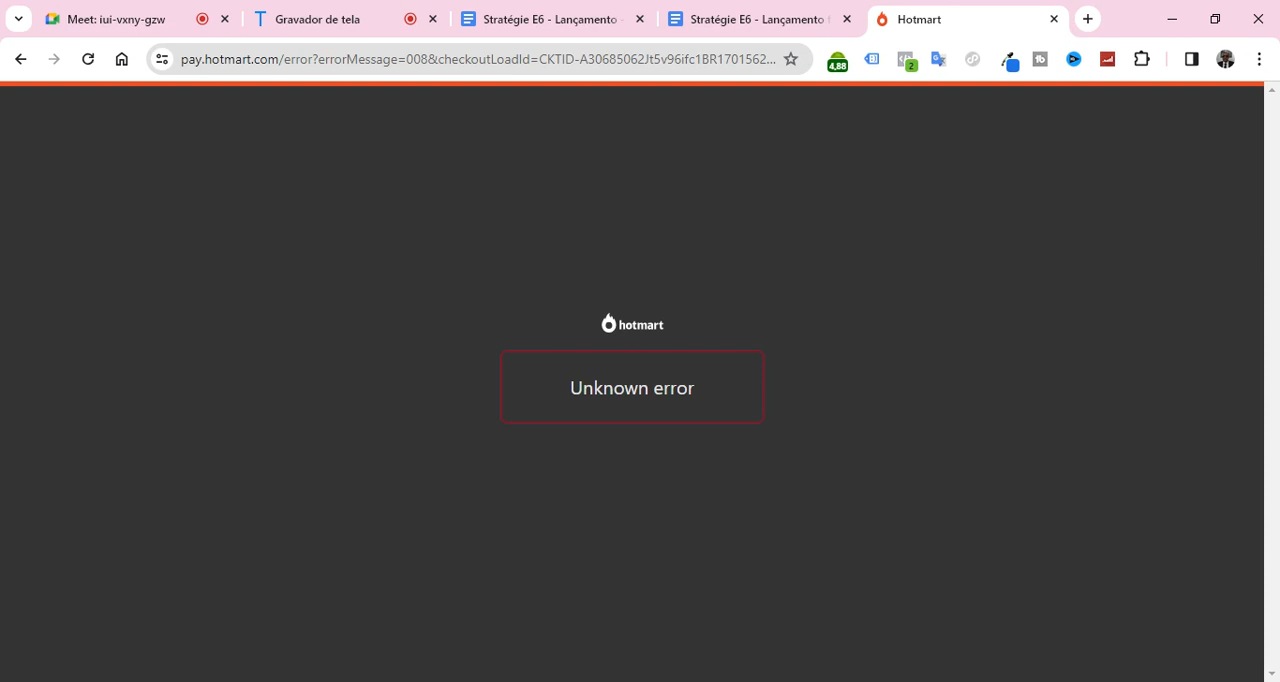 Meet: iui-vxny-gzw
Gravador de tela
Stratégie E6 - Lançamento
Stratégie E6 - Lançamento
Hotmart
pay.hotmart.com/error?errorMessage=008&checkoutLoadId=CKTID-A30685062Jt5v96ifc1BR1701562...
4,88
2
hotmart
Unknown error